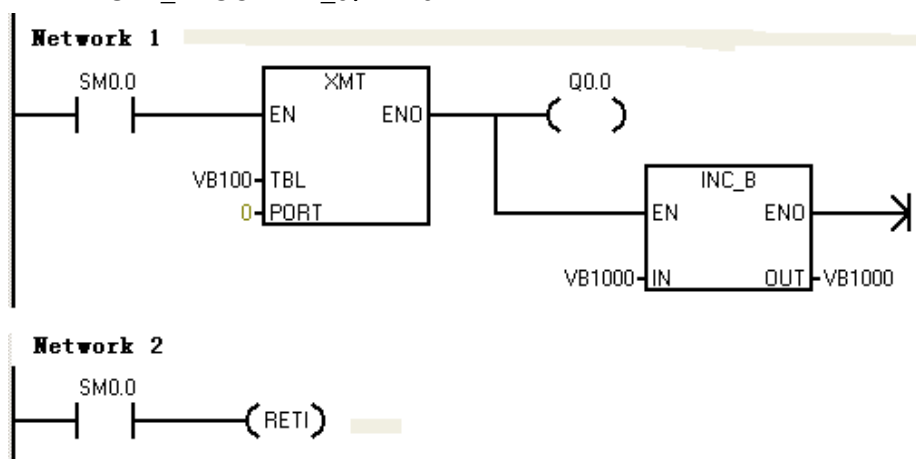 Network 1
SM0.0 XMT Q0.0
EN ENO
VB100 TBL INC_B
0 PORT EN ENO
VB1000 IN OUT VB1000
Network 2
SM0.0
RETI